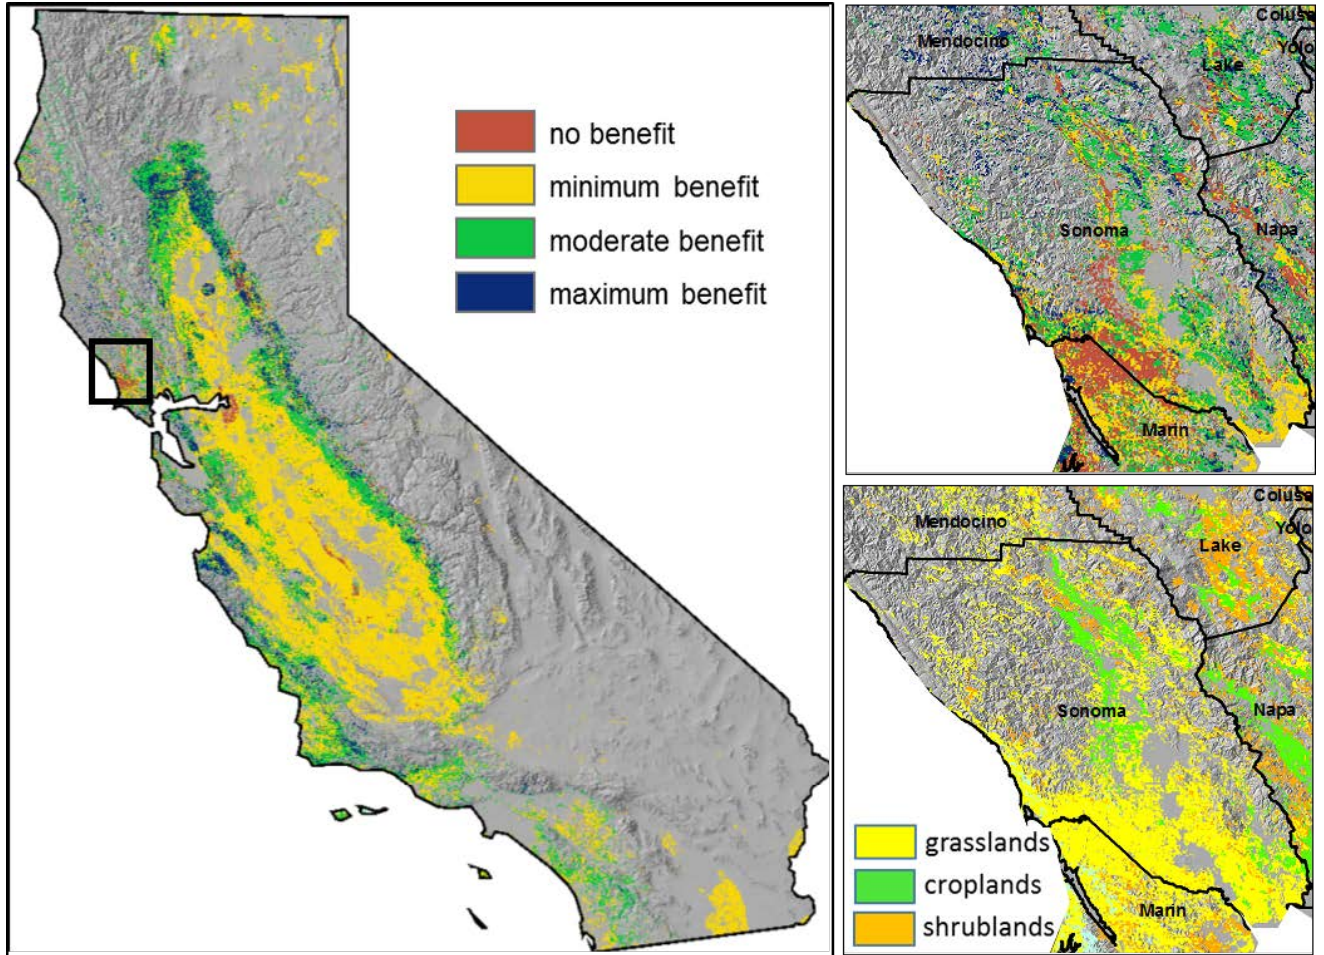 no benefit
minimum benefit
moderate benefit
maximum benefit
Colusa
Mendocino
Yolo
Lake
Sonoma
Napa
Marin
Colusa
Mendocino
Yolo
Lake
Sonoma
Napa
grasslands
croplands
shrublands
Marin